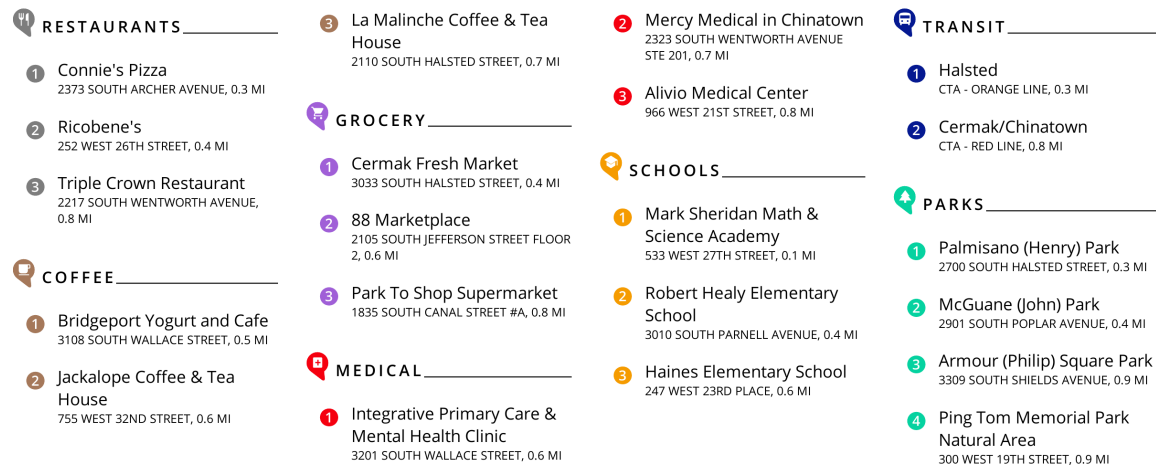 RESTAURANTS
1 Connie's Pizza
2373 SOUTH ARCHER AVENUE, 0.3 MI
2 Ricobene's
252 WEST 26TH STREET, 0.4 MI
3 Triple Crown Restaurant
2217 SOUTH WENTWORTH AVENUE,
0.8 MI
COFFEE
1 Bridgeport Yogurt and Cafe
3108 SOUTH WALLACE STREET, 0.5 MI
2 Jackalope Coffee & Tea
House
755 WEST 32ND STREET, 0.6 MI
3 La Malinche Coffee & Tea
House
2110 SOUTH HALSTED STREET, 0.7 MI
GROCERY
1 Cermak Fresh Market
3033 SOUTH HALSTED STREET, 0.4 MI
2 88 Marketplace
2105 SOUTH JEFFERSON STREET FLOOR
2, 0.6 MI
3 Park To Shop Supermarket
1835 SOUTH CANAL STREET #A, 0.8 MI
MEDICAL
1 Integrative Primary Care &
Mental Health Clinic
3201 SOUTH WALLACE STREET, 0.6 MI
2 Mercy Medical in Chinatown
2323 SOUTH WENTWORTH AVENUE
STE 201, 0.7 MI
3 Alivio Medical Center
966 WEST 21ST STREET, 0.8 MI
SCHOOLS
1 Mark Sheridan Math &
Science Academy
533 WEST 27TH STREET, 0.1 MI
2 Robert Healy Elementary
School
3010 SOUTH PARNELL AVENUE, 0.4 MI
3 Haines Elementary School
247 WEST 23RD PLACE, 0.6 MI
TRANSIT
1 Halsted
CTA - ORANGE LINE, 0.3 MI
2 Cermak/Chinatown
CTA - RED LINE, 0.8 MI
PARKS
1 Palmisano (Henry) Park
2700 SOUTH HALSTED STREET, 0.3 MI
2 McGuane (John) Park
2901 SOUTH POPLAR AVENUE, 0.4 MI
3 Armour (Philip) Square Park
3309 SOUTH SHIELDS AVENUE, 0.9 MI
4 Ping Tom Memorial Park
Natural Area
300 WEST 19TH STREET, 0.9 MI